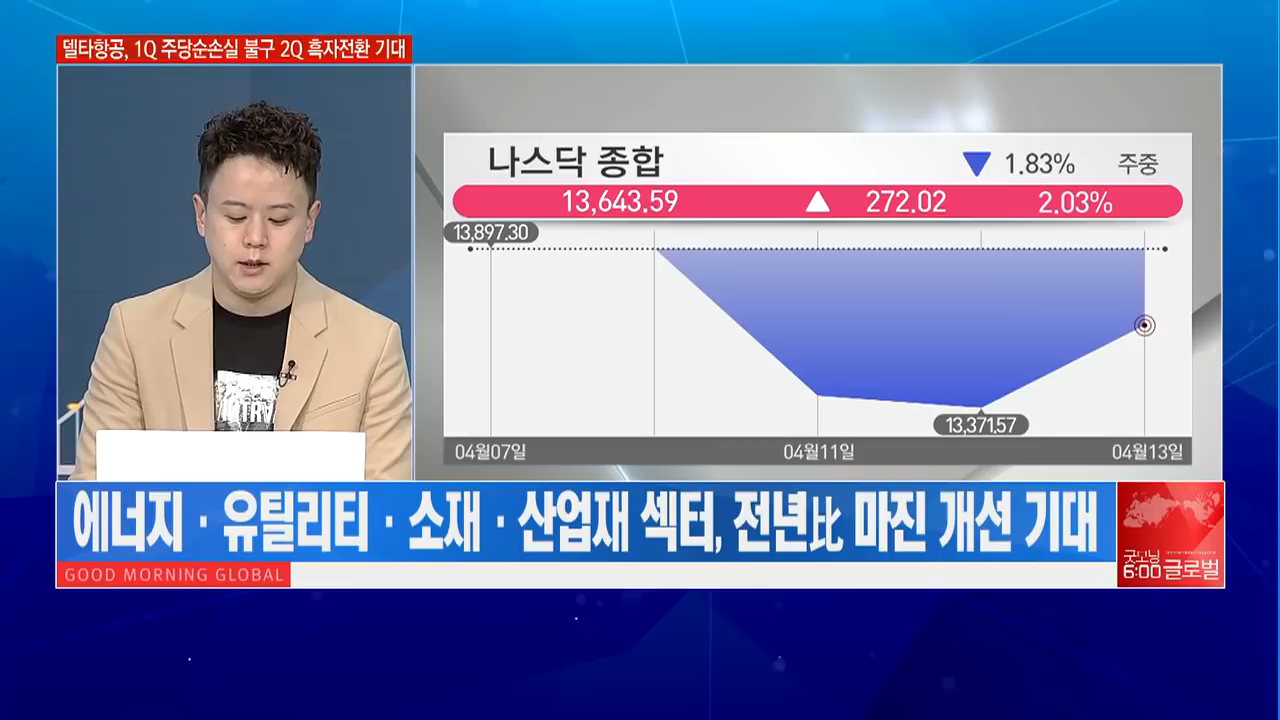 델타항공, 1Q 주당순손실 불구 2Q 흑자전환 기대
나스닥 종합
▼ 1.83% 주중
13,643.59 ▲ 272.02 2.03%
13,897.30
13,371.57
04월07일 04월11일 04월13일
에너지·유틸리티·소재·산업재 섹터, 전년比 마진 개선 기대
GOOD MORNING GLOBAL
굿모닝
6:00 글로벌